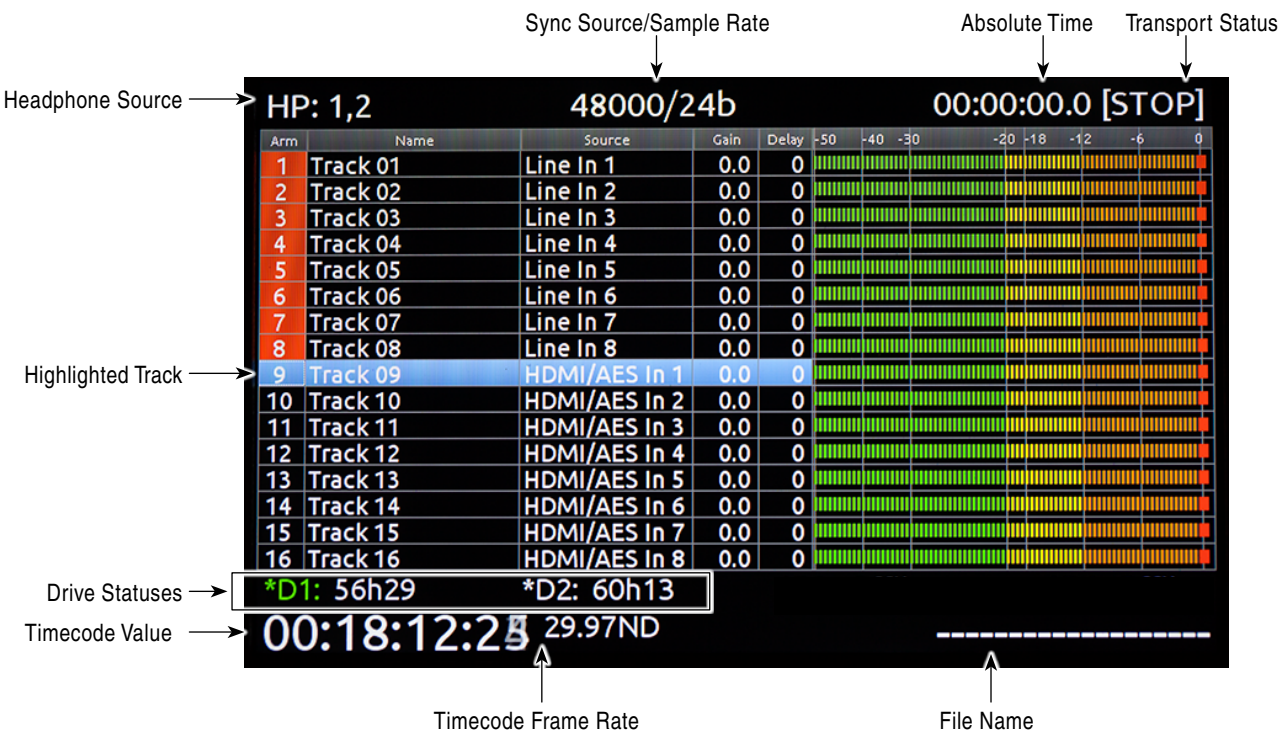 Sync Source/Sample Rate
Absolute Time
Transport Status
Headphone Source
HP: 1,2
48000/24b
00:00:00.0 [STOP]
Arm Name Source Gain Delay -50 -40 -30 -20 -18 -12 -6 0
1 Track 01 Line In 1 0.0 0
2 Track 02 Line In 2 0.0 0
3 Track 03 Line In 3 0.0 0
4 Track 04 Line In 4 0.0 0
5 Track 05 Line In 5 0.0 0
6 Track 06 Line In 6 0.0 0
7 Track 07 Line In 7 0.0 0
8 Track 08 Line In 8 0.0 0
Highlighted Track
9 Track 09 HDMI/AES In 1 0.0 0
10 Track 10 HDMI/AES In 2 0.0 0
11 Track 11 HDMI/AES In 3 0.0 0
12 Track 12 HDMI/AES In 4 0.0 0
13 Track 13 HDMI/AES In 5 0.0 0
14 Track 14 HDMI/AES In 6 0.0 0
15 Track 15 HDMI/AES In 7 0.0 0
16 Track 16 HDMI/AES In 8 0.0 0
Drive Statuses
*D1: 56h29 *D2: 60h13
Timecode Value
29.97ND
--------------------
Timecode Frame Rate
File Name